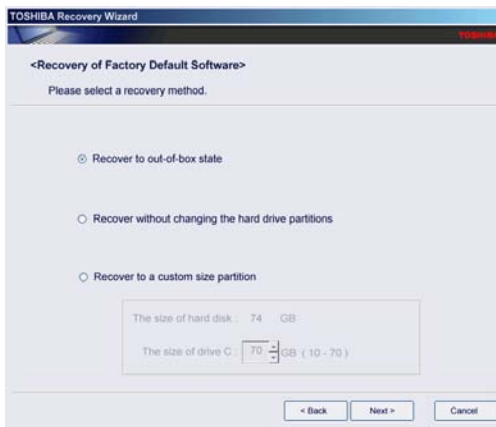 TOSHIBA Recovery Wizard
TOSHIBA
<Recovery of Factory Default Software>
Please select a recovery method.
Recover to out-of-box state
Recover without changing the hard drive partitions
Recover to a custom size partition
The size of hard disk : 74 GB
The size of drive C : 70 GB ( 10 - 70 )
< Back Next > Cancel